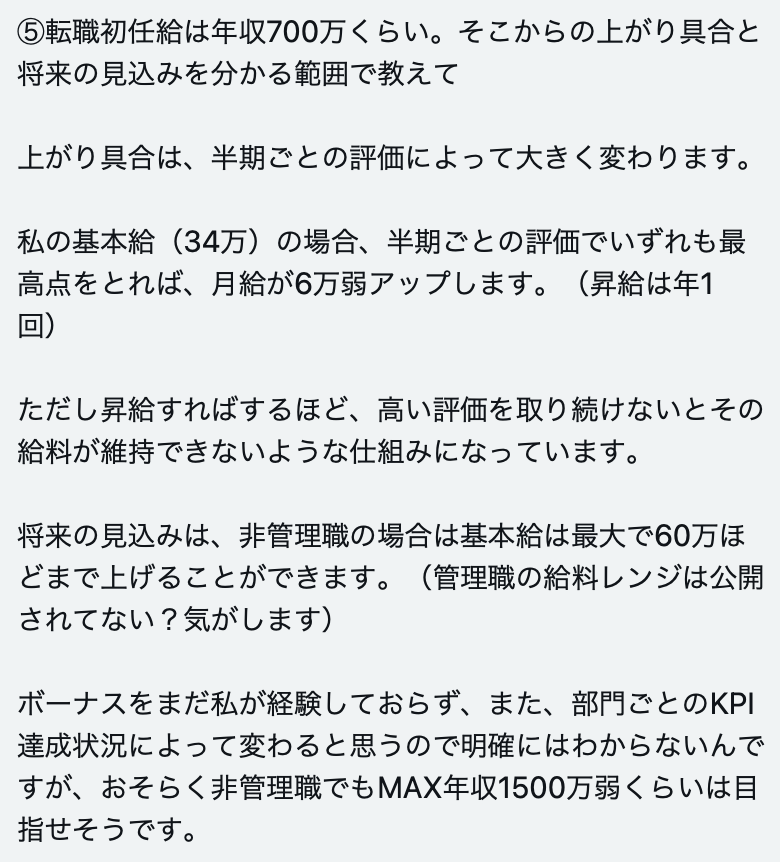 ⑤転職初任給は年収700万くらい。そこからの上がり具合と
将来の見込みを分かる範囲で教えて
上がり具合は、半期ごとの評価によって大きく変わります。
私の基本給（34万）の場合、半期ごとの評価でいずれも最
高点をとれば、月給が6万弱アップします。（昇給は年1
回）
ただし昇給すればするほど、高い評価を取り続けないとその
給料が維持できないような仕組みになっています。
将来の見込みは、非管理職の場合は基本給は最大で60万ほ
どまで上げることができます。（管理職の給料レンジは公開
されてない？気がします）
ボーナスをまだ私が経験しておらず、また、部門ごとのKPI
達成状況によって変わると思うので明確にはわからないんで
すが、おそらく非管理職でもMAX年収1500万弱くらいは目
指せそうです。